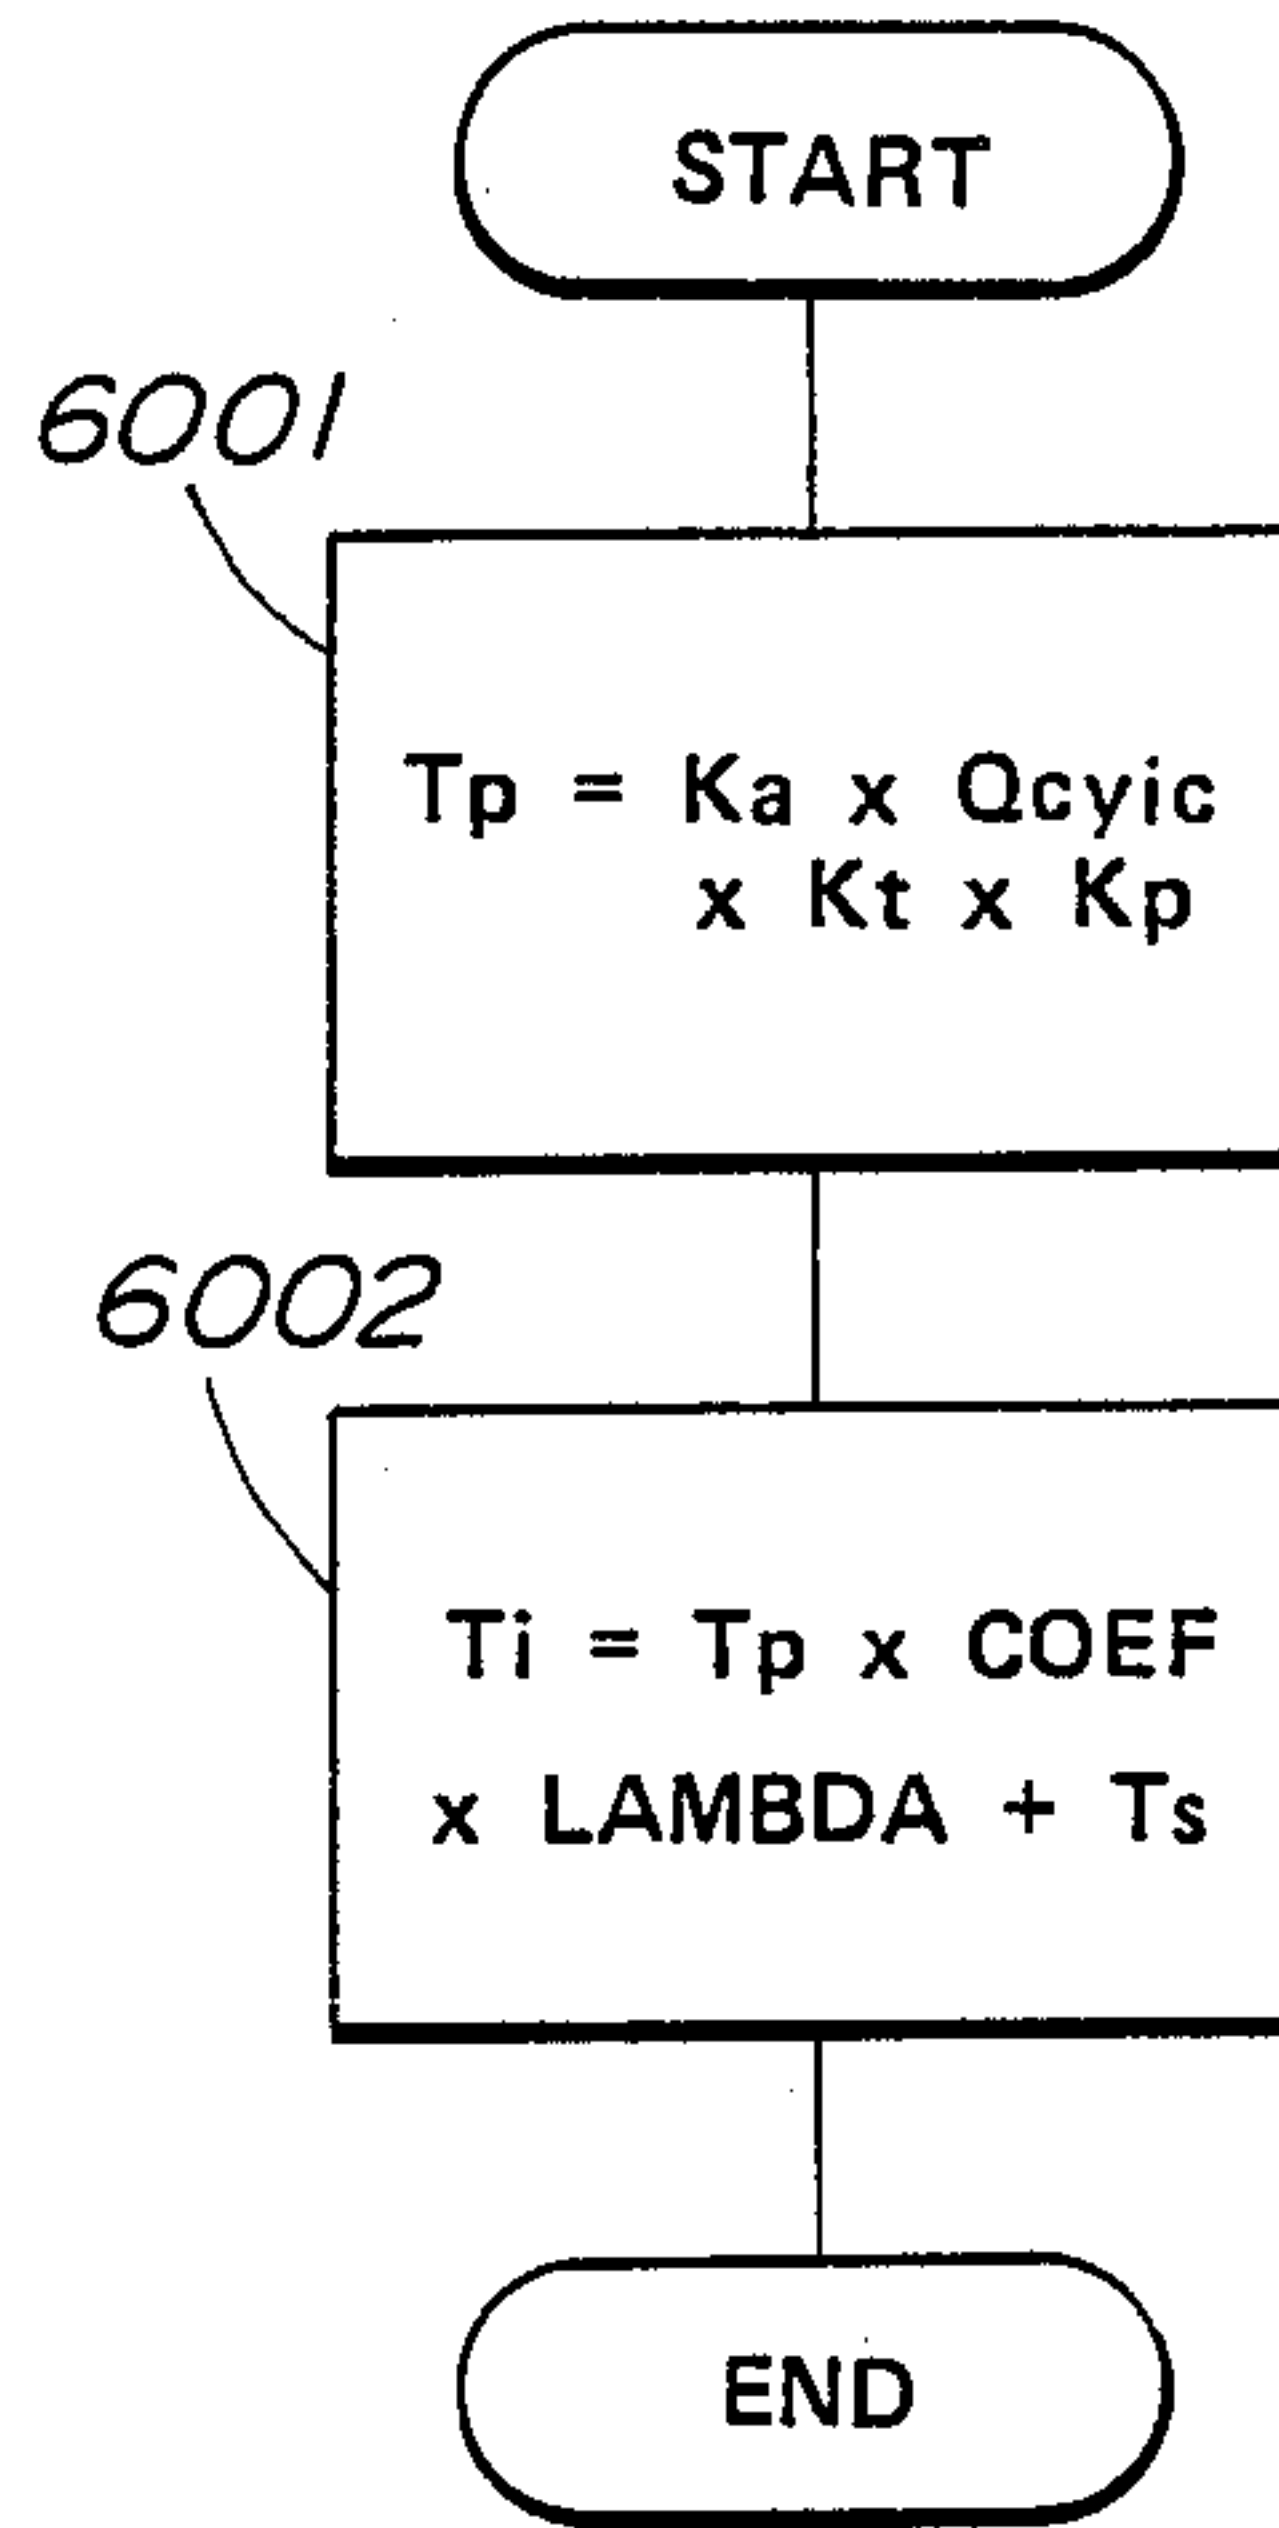 START
6001
Tp = Ka x Qcyic
x Kt x Kp
6002
Ti = Tp x COEF
x LAMBDA + Ts
END